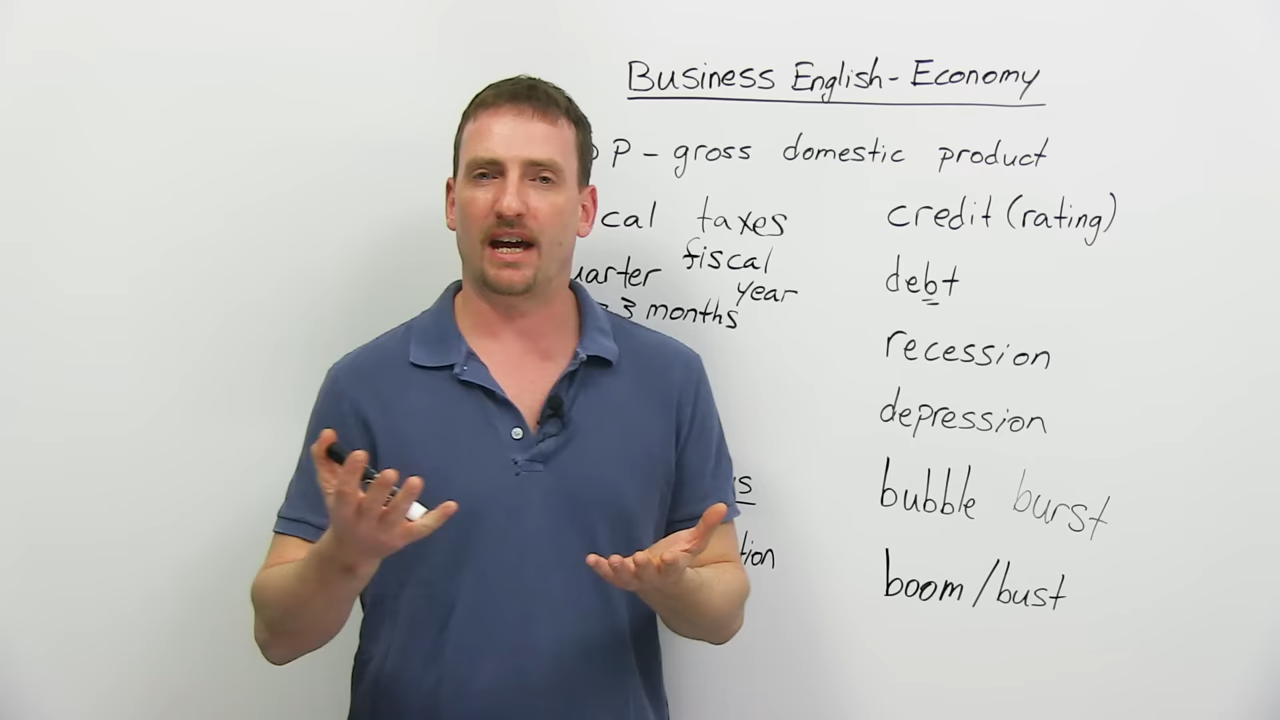 Business English - Economy
P - gross domestic product
cal taxes
uarter fiscal year
3 months
credit (rating)
debt
recession
depression
bubble burst
boom/bust
s
tion